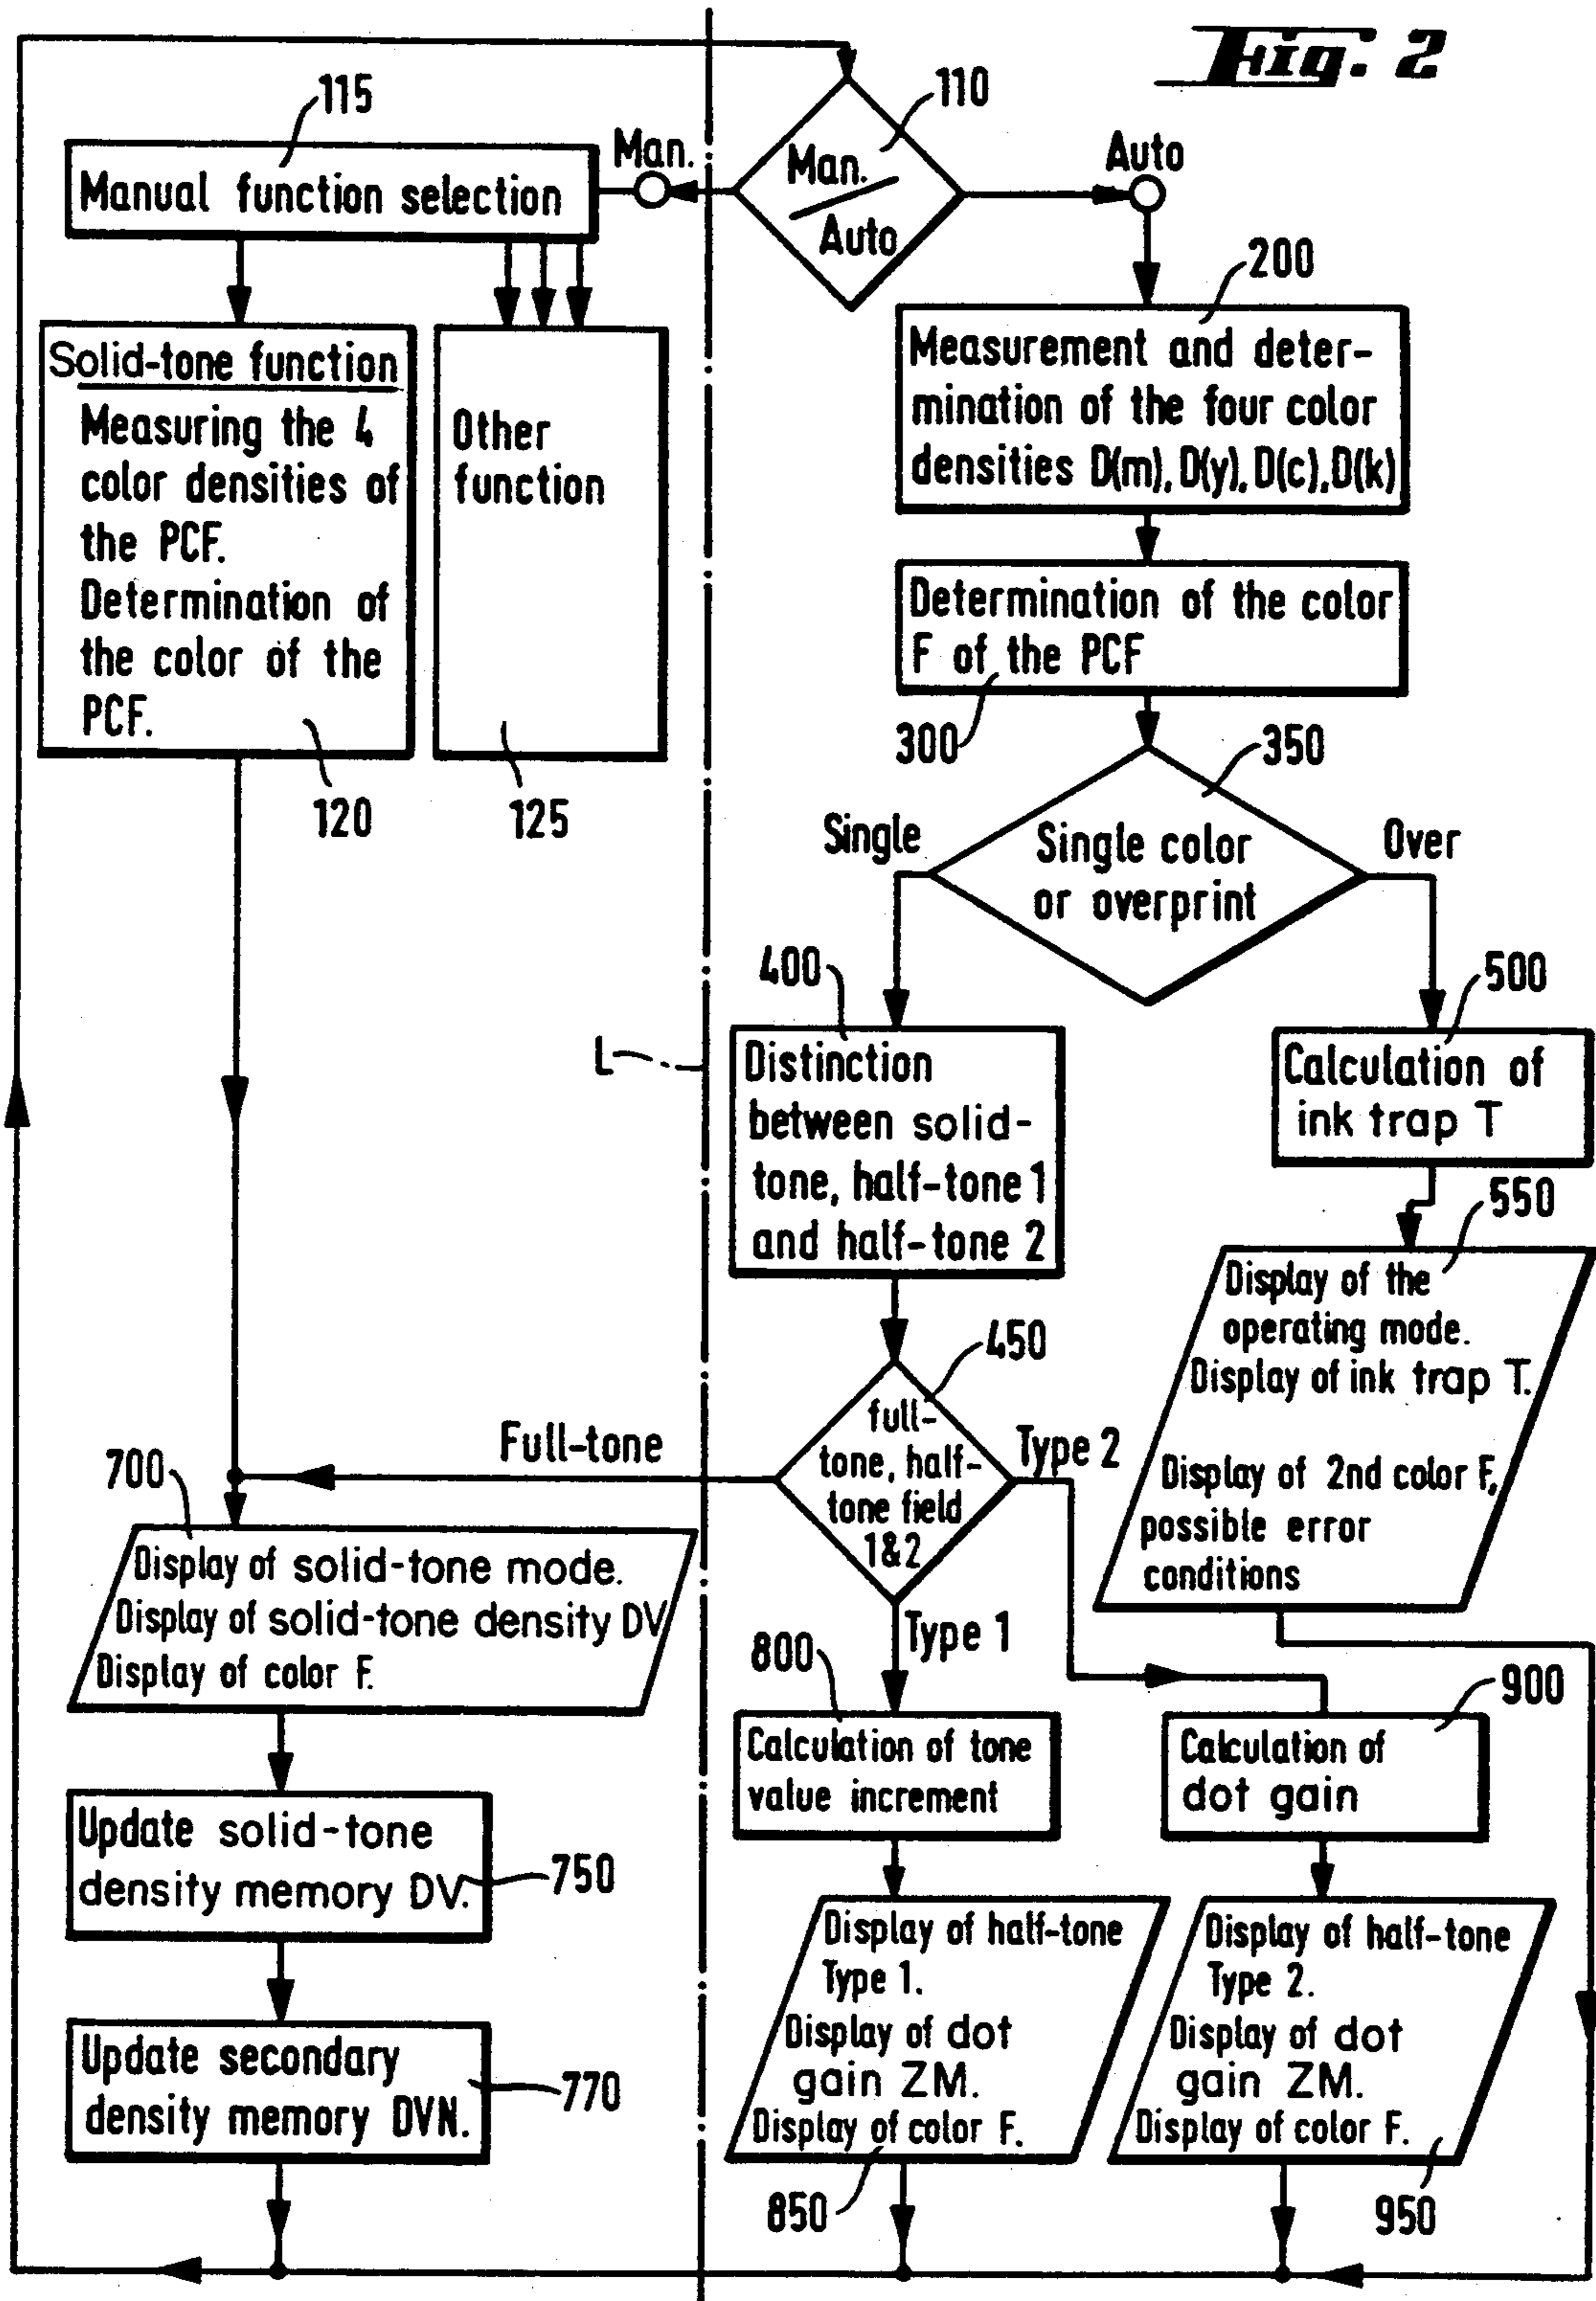 Fig. 2
115
110
Man.
Auto
Manual function selection
Man.
Auto
200
Solid-tone function
Measuring the 4
color densities of
the PCF.
Determination of
the color of the
PCF.
120
Other
function
125
Measurement and deter-
mination of the four color
densities D(m), D(y), D(c), D(k)
Determination of the color
F of the PCF
300
350
Single
Single color
or overprint
Over
400
500
L
Distinction
between solid-
tone, half-tone 1
and half-tone 2
Calculation of
ink trap T
550
Display of the
operating mode.
Display of ink trap T.
Display of 2nd color F,
possible error
conditions
450
full-
tone, half-
tone field
1&2
Full-tone
Type 2
Type 1
700
Display of solid-tone mode.
Display of solid-tone density DV
Display of color F.
800
Calculation of tone
value increment
900
Calculation of
dot gain
Update solid-tone
density memory DV.
750
Update secondary
density memory DVN.
770
Display of half-tone
Type 1.
Display of dot
gain ZM.
Display of color F.
850
Display of half-tone
Type 2.
Display of dot
gain ZM.
Display of color F.
950